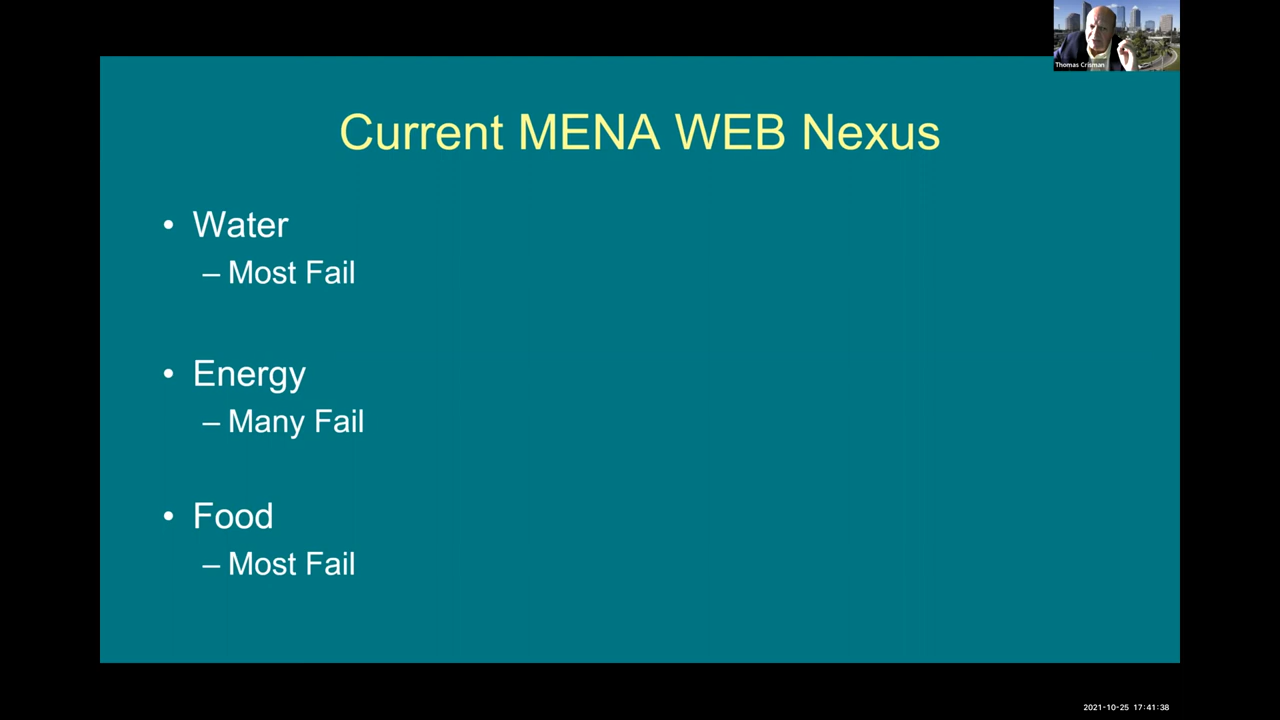 Thomas Crisman
Current MENA WEB Nexus
• Water
– Most Fail
• Energy
– Many Fail
• Food
– Most Fail
2021-10-25 17:41:38